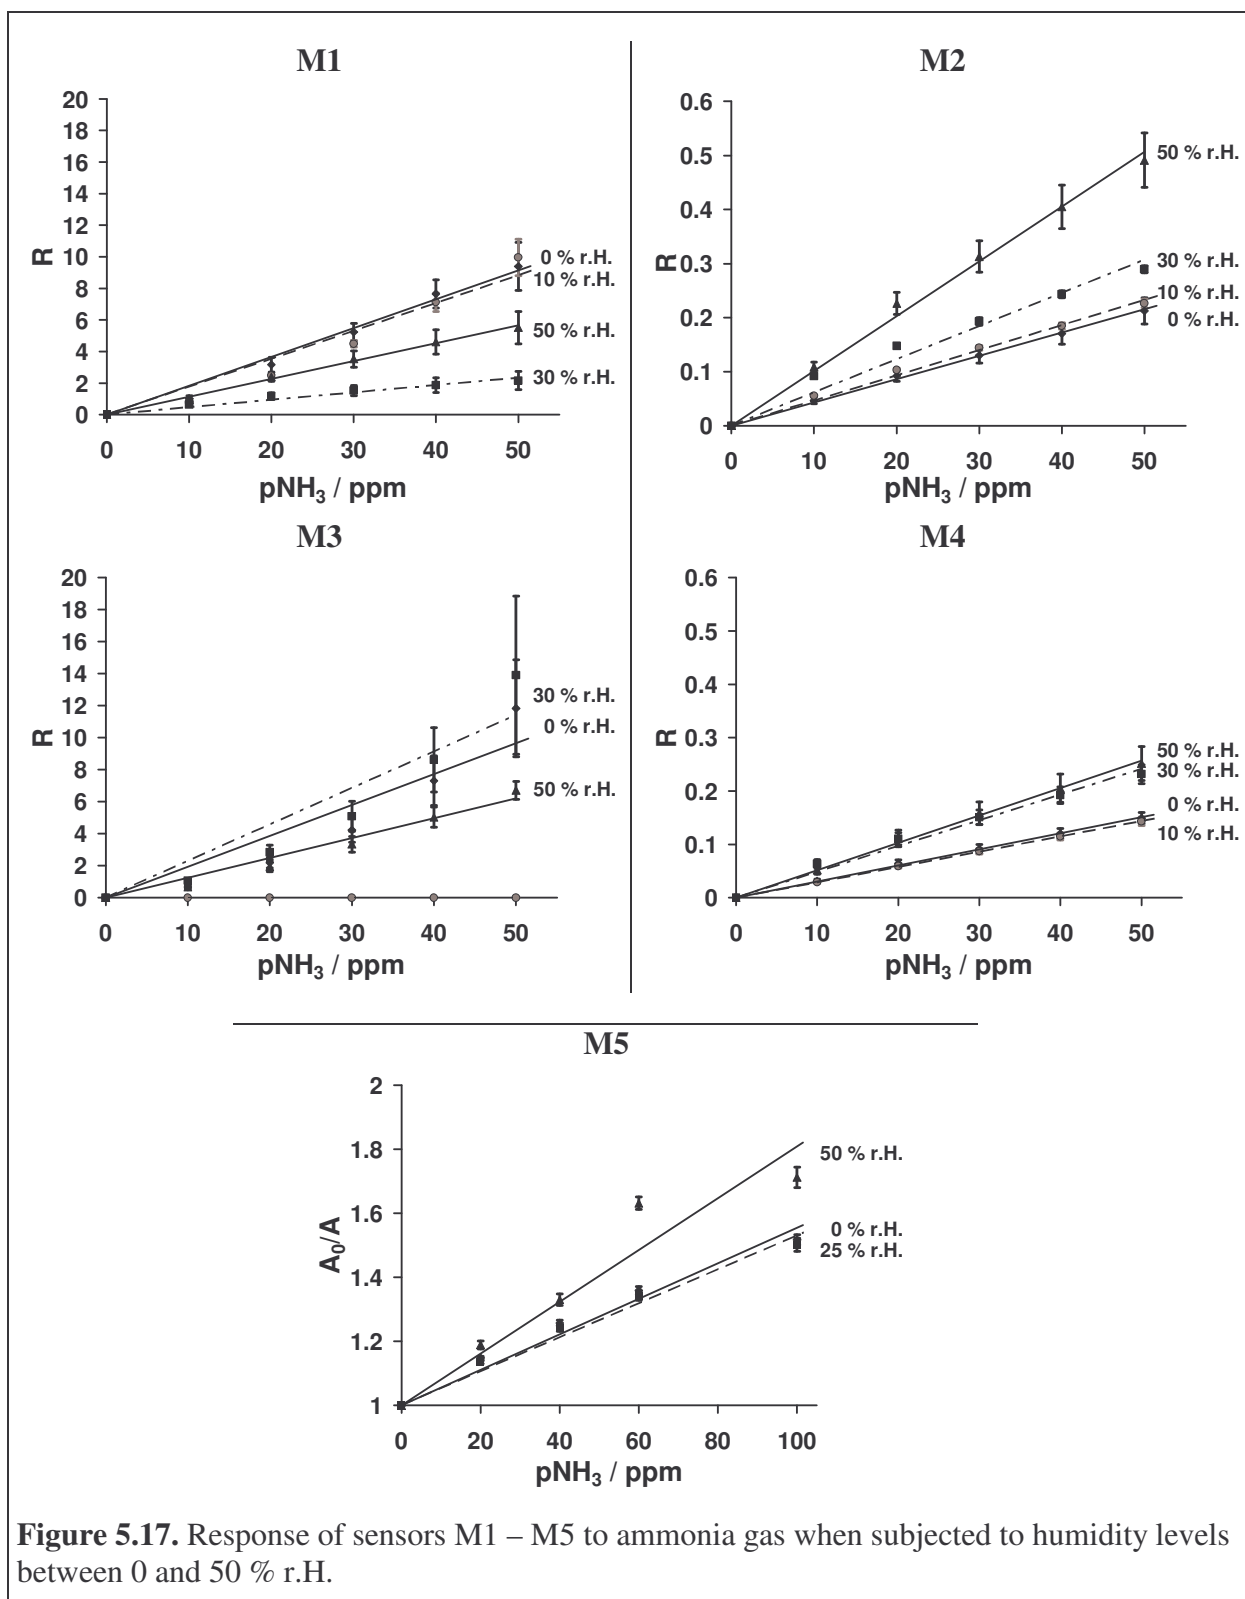 M1
20
18
16
14
12
10
8
6
4
2
0
R
0 % r.H.
10 % r.H.
50 % r.H.
30 % r.H.
0 10 20 30 40 50
pNH₃ / ppm
M2
0.6
0.5
0.4
0.3
0.2
0.1
0
R
50 % r.H.
30 % r.H.
10 % r.H.
0 % r.H.
0 10 20 30 40 50
pNH₃ / ppm
M3
20
18
16
14
12
10
8
6
4
2
0
R
30 % r.H.
0 % r.H.
50 % r.H.
0 10 20 30 40 50
pNH₃ / ppm
M4
0.6
0.5
0.4
0.3
0.2
0.1
0
R
50 % r.H.
30 % r.H.
0 % r.H.
10 % r.H.
0 10 20 30 40 50
pNH₃ / ppm
M5
2
1.8
1.6
1.4
1.2
1
A₀/A
50 % r.H.
0 % r.H.
25 % r.H.
0 20 40 60 80 100
pNH₃ / ppm
Figure 5.17. Response of sensors M1 – M5 to ammonia gas when subjected to humidity levels
between 0 and 50 % r.H.